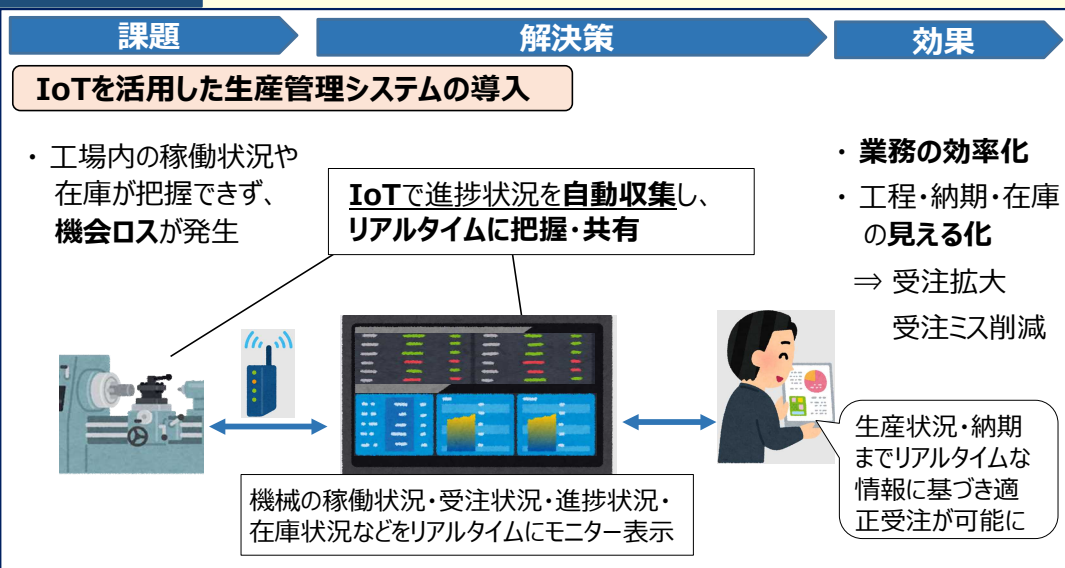 課題
解決策
効果
IoTを活用した生産管理システムの導入
・ 工場内の稼働状況や
在庫が把握できず、
機会ロスが発生
IoTで進捗状況を自動収集し、
リアルタイムに把握・共有
機械の稼働状況・受注状況・進捗状況・
在庫状況などをリアルタイムにモニター表示
・ 業務の効率化
・ 工程・納期・在庫
の見える化
⇒ 受注拡大
受注ミス削減
生産状況・納期
までリアルタイムな
情報に基づき適
正受注が可能に